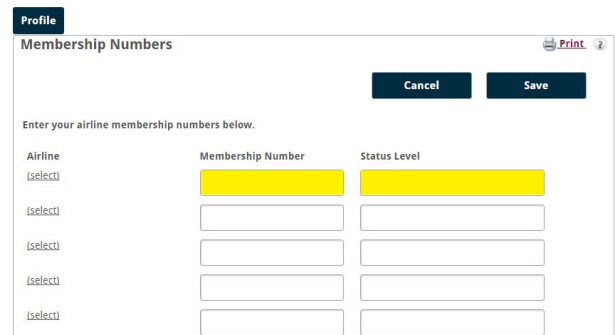 Profile
Membership Numbers
Print ?
Cancel Save
Enter your airline membership numbers below.
Airline Membership Number Status Level
(select)
(select)
(select)
(select)
(select)